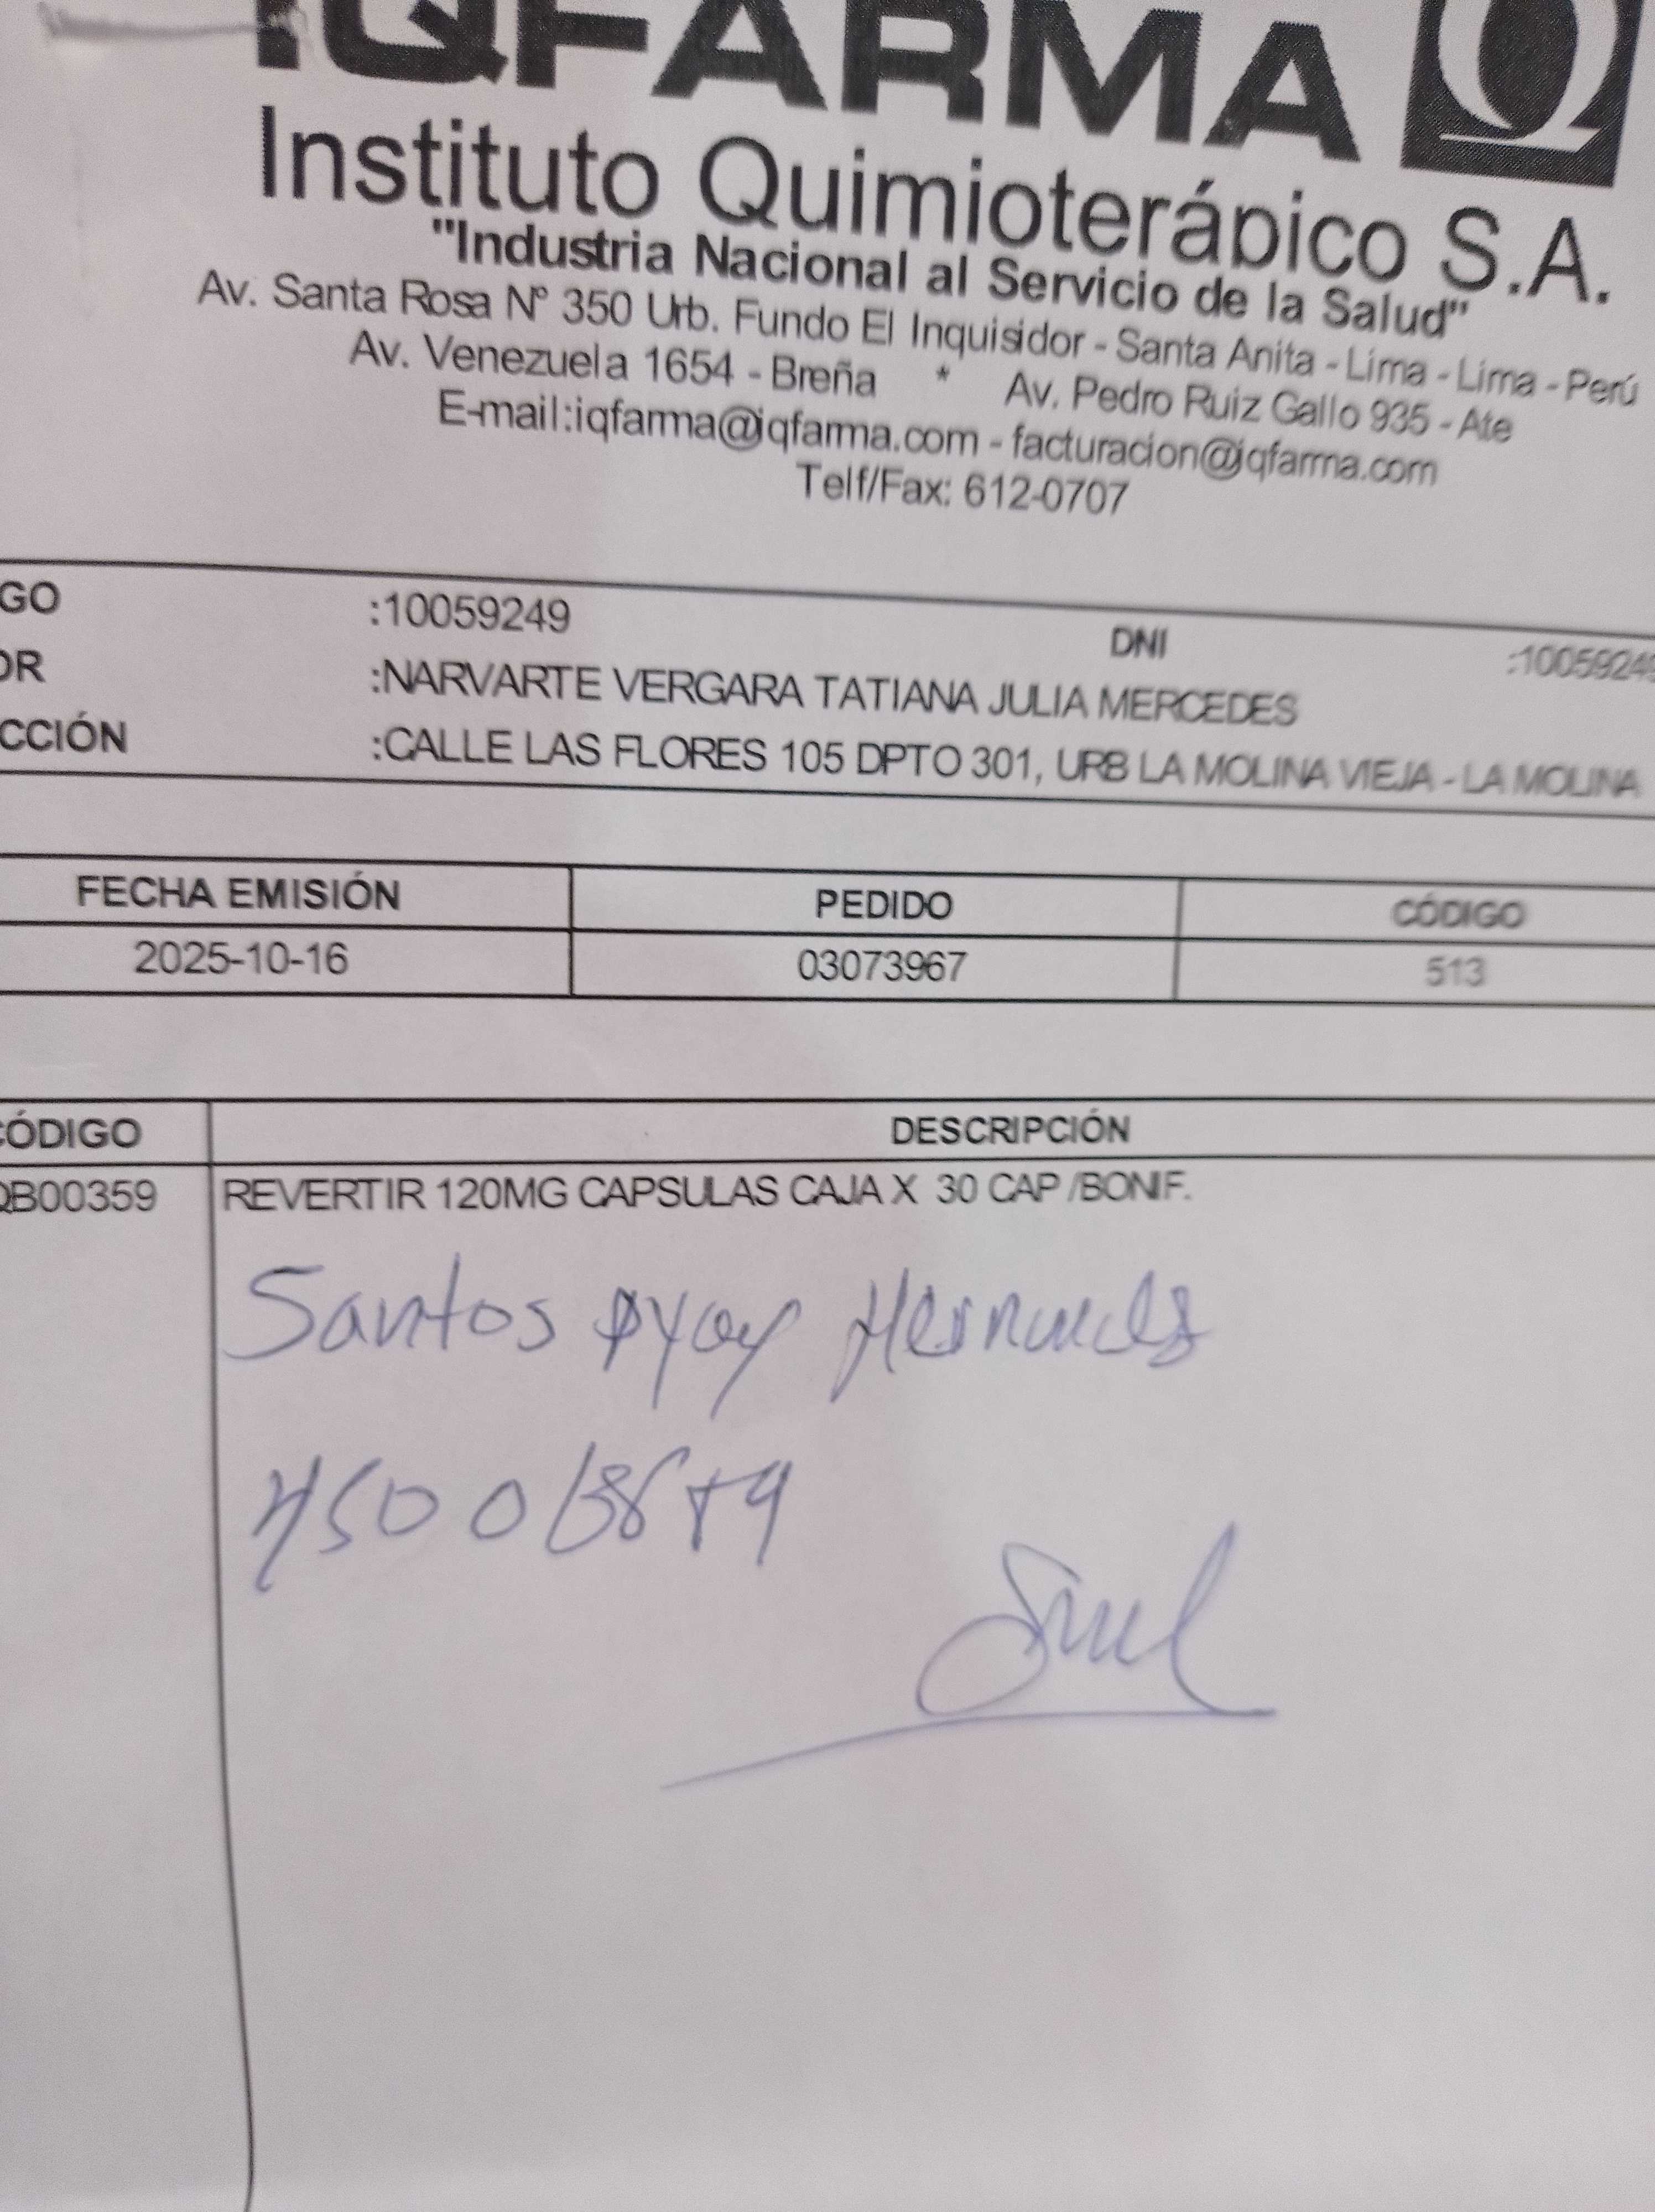 IQFARMA
Instituto Quimioterápico S.A.
"Industria Nacional al Servicio de la Salud"
Av. Santa Rosa N° 350 Urb. Fundo El Inquisidor - Santa Anita - Lima - Lima - Perú
Av. Venezuela 1654 - Breña * Av. Pedro Ruiz Gallo 935 - Ate
E-mail:iqfarma@iqfarma.com - facturacion@iqfarma.com
Telf/Fax: 612-0707
GO :10059249 DNI :10059249
OR :NARVARTE VERGARA TATIANA JULIA MERCEDES
CCIÓN :CALLE LAS FLORES 105 DPTO 301, URB LA MOLINA VIEJA - LA MOLINA
FECHA EMISIÓN PEDIDO CÓDIGO
2025-10-16 03073967 513
CÓDIGO DESCRIPCIÓN
QB00359 REVERTIR 120MG CAPSULAS CAJA X 30 CAP /BONIF.
Santos